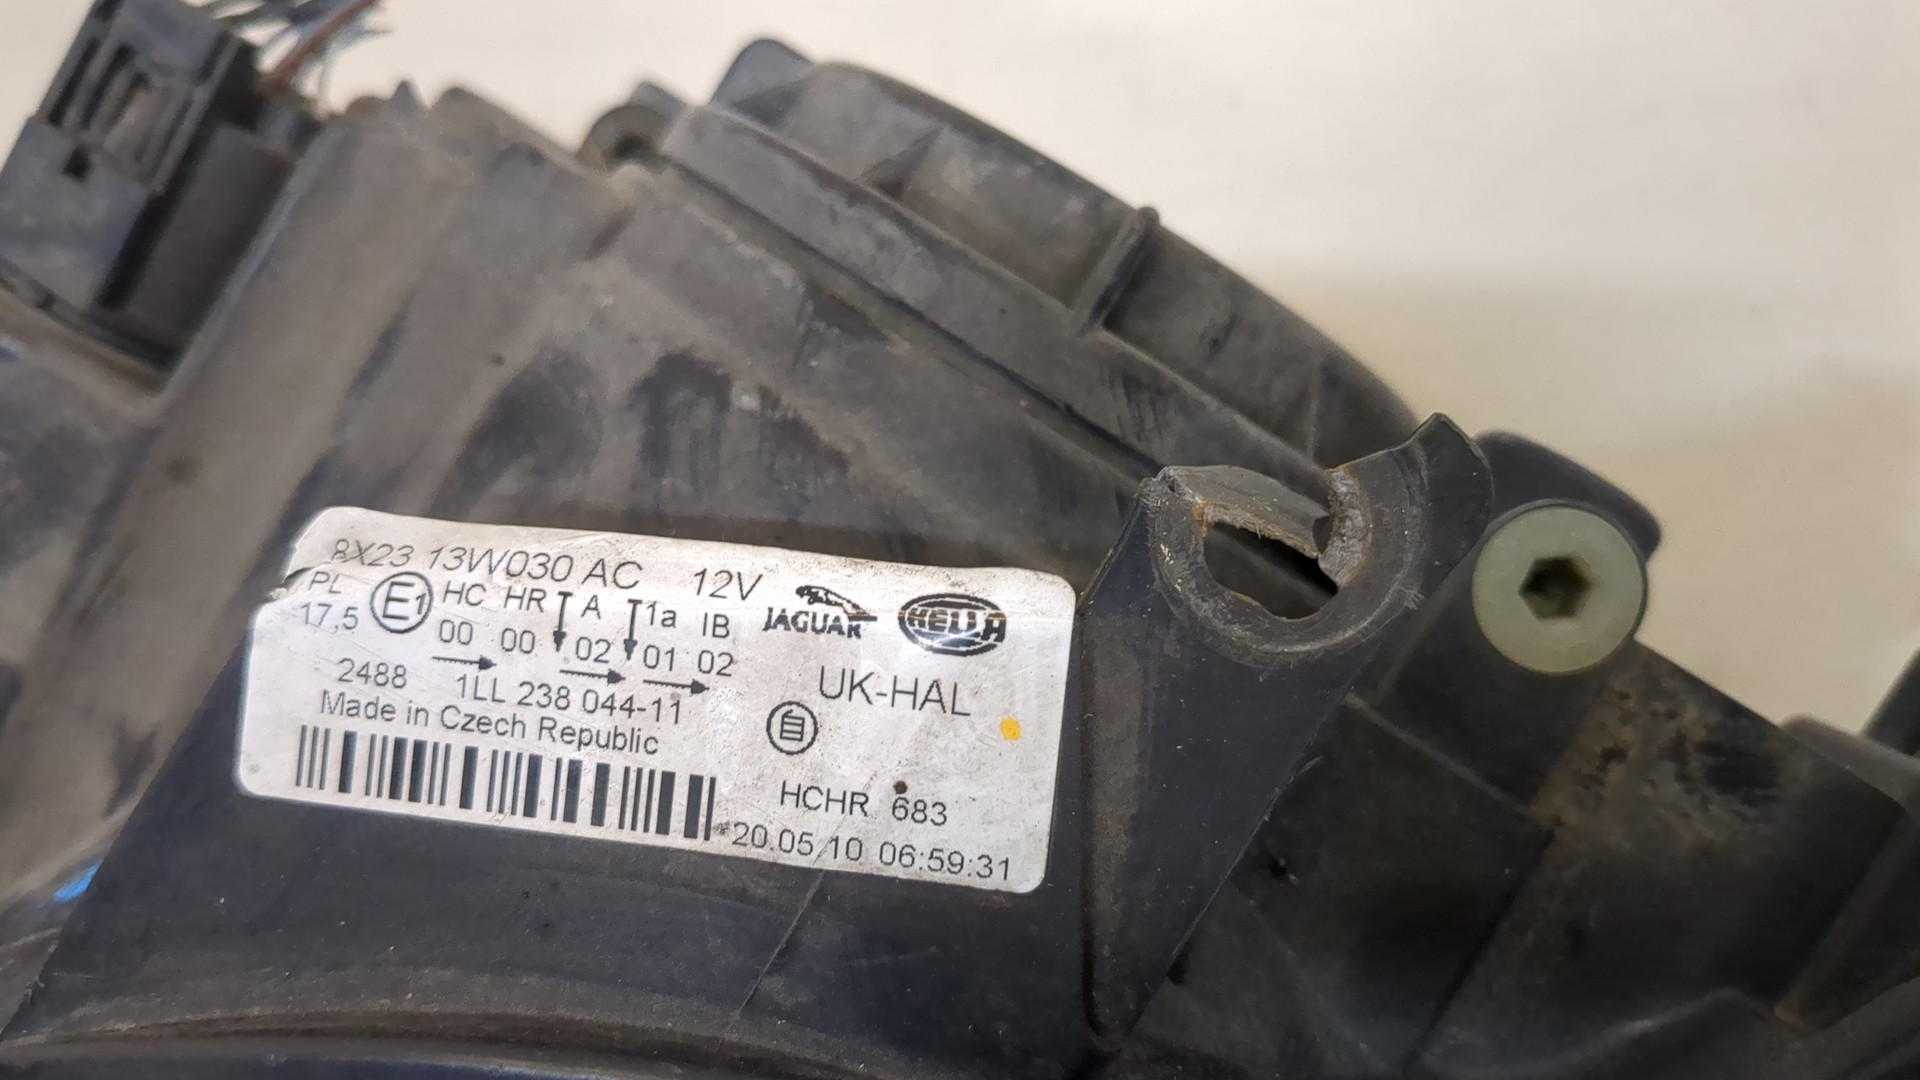 8X23 13W030 AC 12V
PL E1 HC HR A 1a IB JAGUAR HELLA
17,5 00 00 02 01 02
2488 1LL 238 044-11 UK-HAL
Made in Czech Republic
HCHR 683
20.05/10 06:59:31